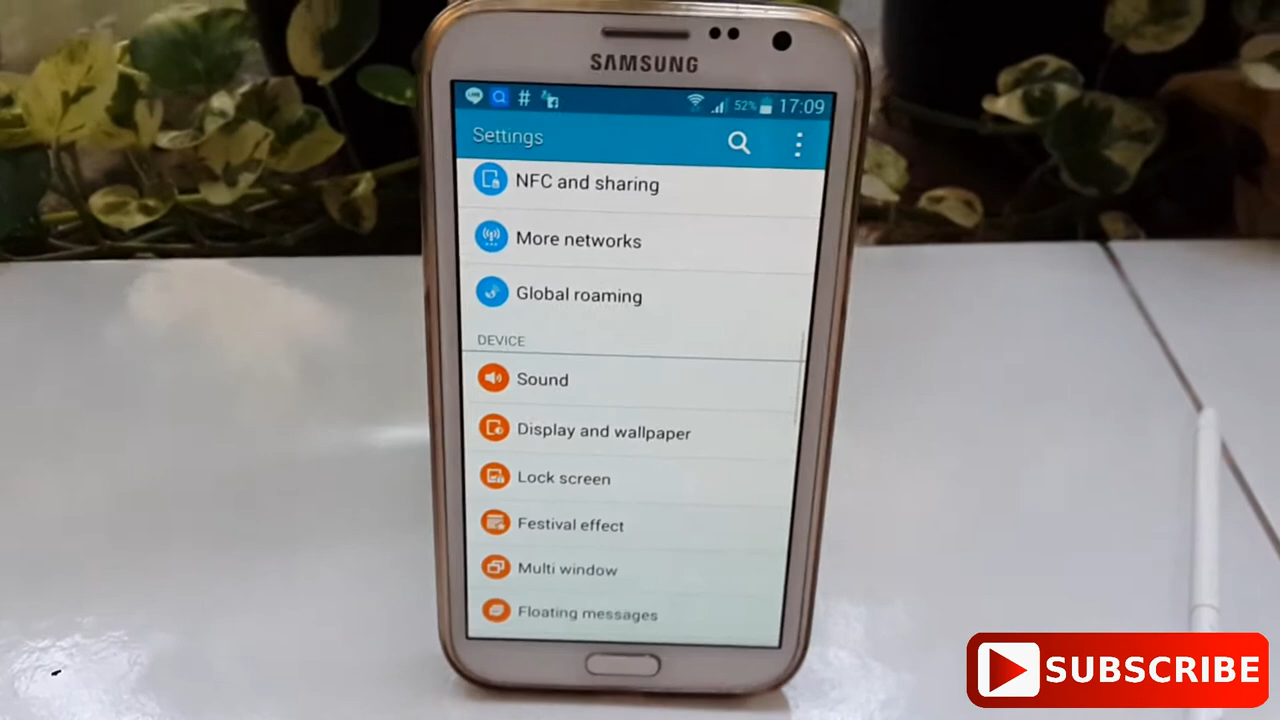 SAMSUNG
LINE # 52% 17:09
Settings
NFC and sharing
More networks
Global roaming
DEVICE
Sound
Display and wallpaper
Lock screen
Festival effect
Multi window
Floating messages
SUBSCRIBE